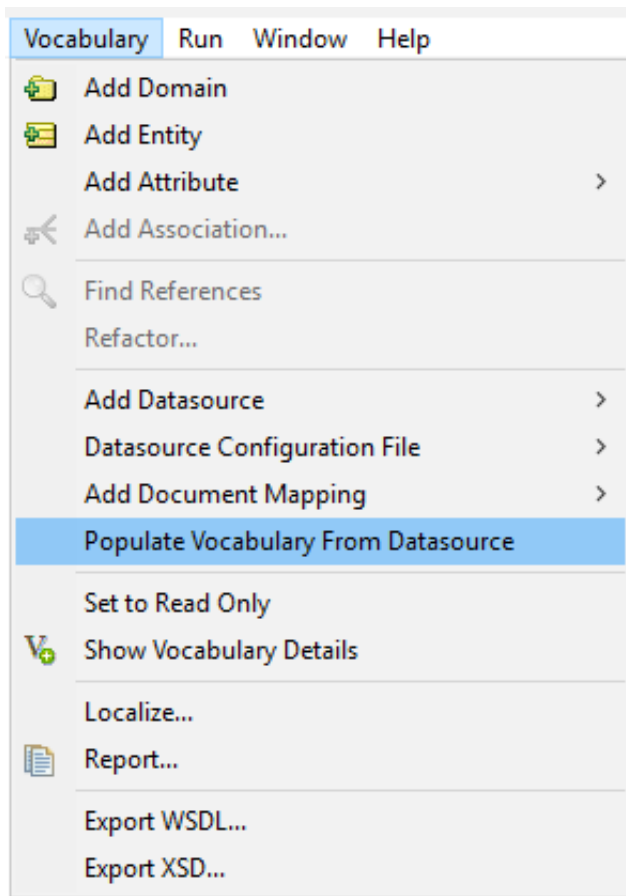 Vocabulary Run Window Help
Add Domain
Add Entity
Add Attribute
Add Association...
Find References
Refactor...
Add Datasource
Datasource Configuration File
Add Document Mapping
Populate Vocabulary From Datasource
Set to Read Only
Show Vocabulary Details
Localize...
Report...
Export WSDL...
Export XSD...